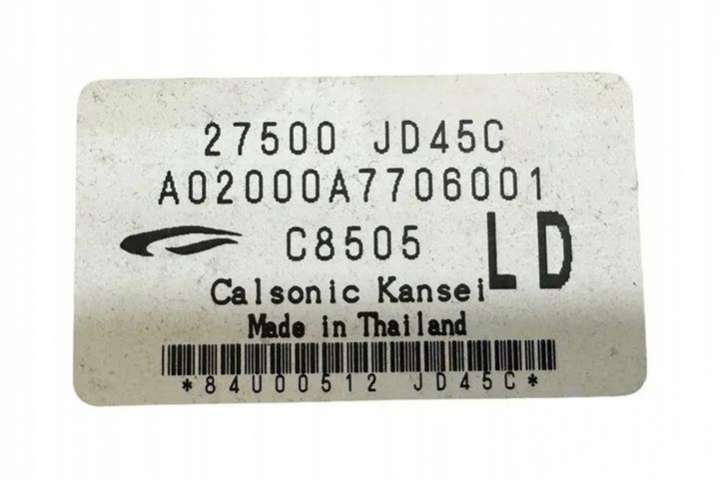 27500 JD45C
A02000A7706001
C8505 LD
Calsonic Kansei
Made in Thailand
*84U00512 JD45C*